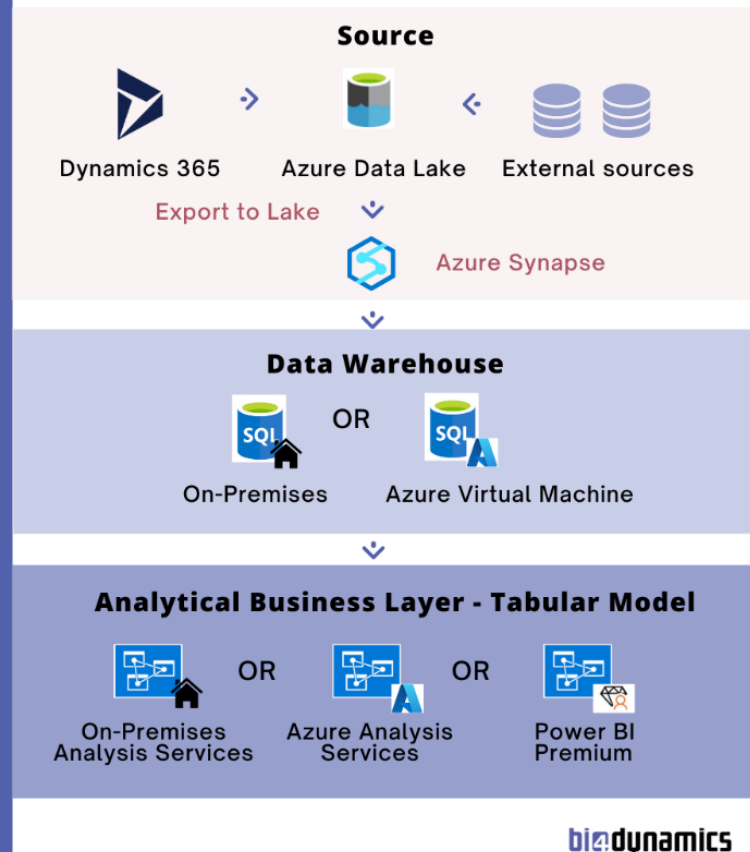 Source
Dynamics 365
Azure Data Lake
External sources
Export to Lake
Azure Synapse
Data Warehouse
SQL
OR
SQL
On-Premises
Azure Virtual Machine
Analytical Business Layer - Tabular Model
OR
OR
On-Premises
Analysis Services
Azure Analysis
Services
Power BI
Premium
bi4dynamics